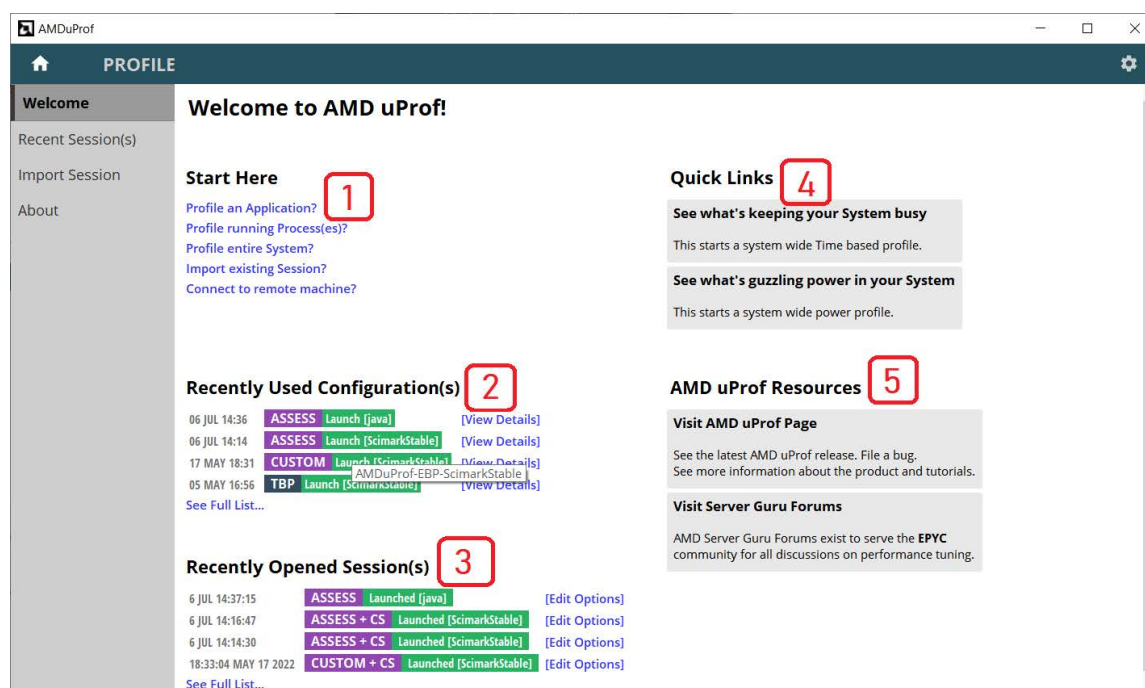 AMDuProf
PROFILE
Welcome
Recent Session(s)
Import Session
About
Welcome to AMD uProf!
Start Here
1
Profile an Application?
Profile running Process(es)?
Profile entire System?
Import existing Session?
Connect to remote machine?
Recently Used Configuration(s)
2
06 JUL 14:36 ASSESS Launch [java] [View Details]
06 JUL 14:14 ASSESS Launch [ScimarkStable] [View Details]
17 MAY 18:31 CUSTOM Launch [ScimarkStable] [View Details]
AMDuProf-EBP-ScimarkStable
05 MAY 16:56 TBP Launch [ScimarkStable] [View Details]
See Full List...
Recently Opened Session(s)
3
6 JUL 14:37:15 ASSESS Launched [java] [Edit Options]
6 JUL 14:16:47 ASSESS + CS Launched [ScimarkStable] [Edit Options]
6 JUL 14:14:30 ASSESS + CS Launched [ScimarkStable] [Edit Options]
18:33:04 MAY 17 2022 CUSTOM + CS Launched [ScimarkStable] [Edit Options]
See Full List...
Quick Links
4
See what's keeping your System busy
This starts a system wide Time based profile.
See what's guzzling power in your System
This starts a system wide power profile.
AMD uProf Resources
5
Visit AMD uProf Page
See the latest AMD uProf release. File a bug.
See more information about the product and tutorials.
Visit Server Guru Forums
AMD Server Guru Forums exist to serve the EPYC
community for all discussions on performance tuning.